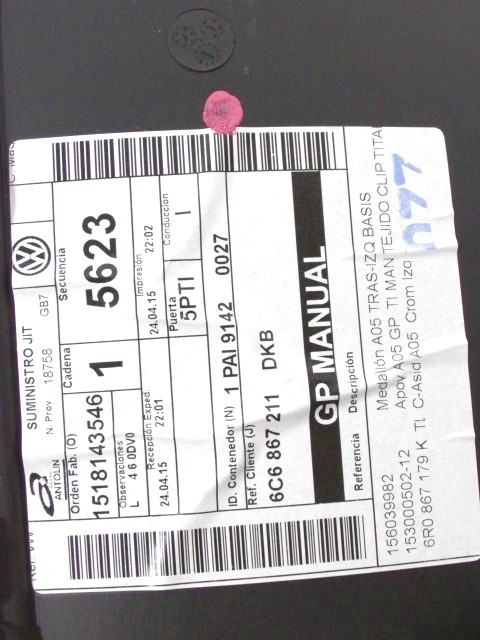 SUMINISTRO JIT
ANTOLIN
N. Prov 18758 GB7
Orden Fab. (O) Cadena Secuencia
1518143546 1 5623
Observaciones
L 4 6 0DV0
Recepción Exped. Impresión
24.04.15 22:01 24.04.15 22:02
Puerta Conduccion
5PTI I
ID. Contenedor (N) 1 PAI 9142 0027
Ref. Cliente (J)
6C6 867 211 DKB
GP MANUAL
Referencia Descripción
156039982 Medallón A05 TRAS-IZQ BASIS
153000502-12 Apoy A05 GP TI MAN TEJIDO CLIP TITA
6R0 867 179 K TI C-Asid A05 Crom Izq